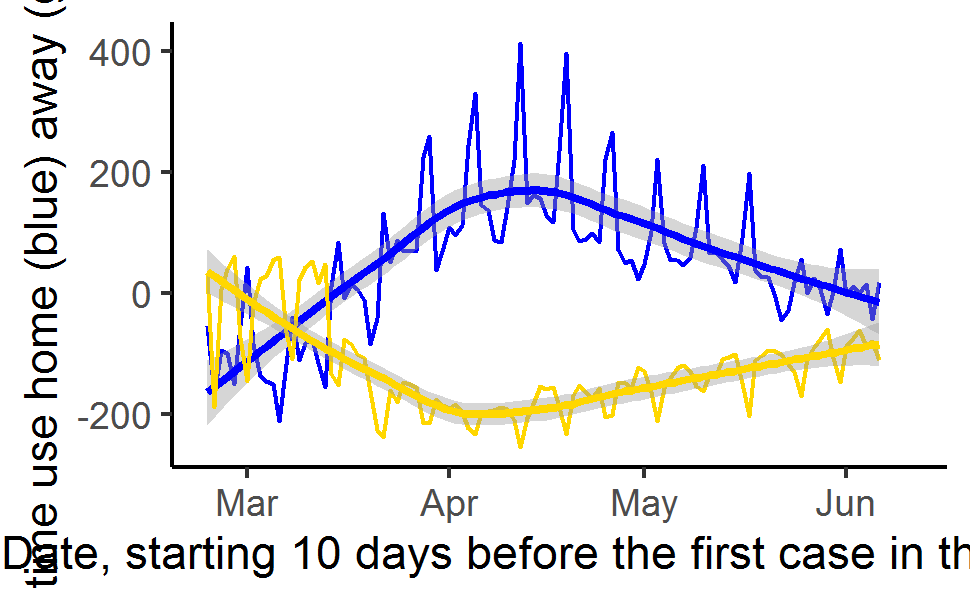 time use home (blue) away (
400
200
0
-200
Mar Apr May Jun
Date, starting 10 days before the first case in th